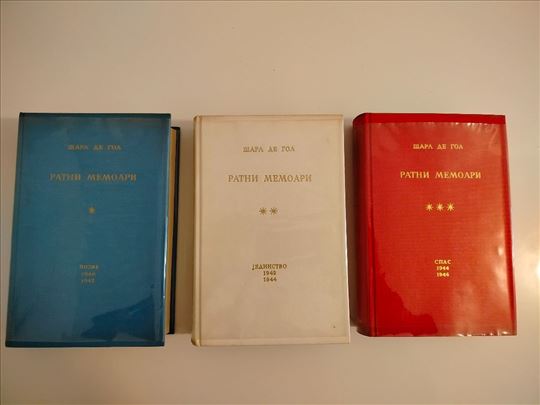 ШАРЛ ДЕ ГОЛ
РАТНИ МЕМОАРИ
*
ПОЗИВ
1940
1942
ШАРЛ ДЕ ГОЛ
РАТНИ МЕМОАРИ
**
ЈЕДИНСТВО
1942
1944
ШАРЛ ДЕ ГОЛ
РАТНИ МЕМОАРИ
***
СПАС
1944
1946